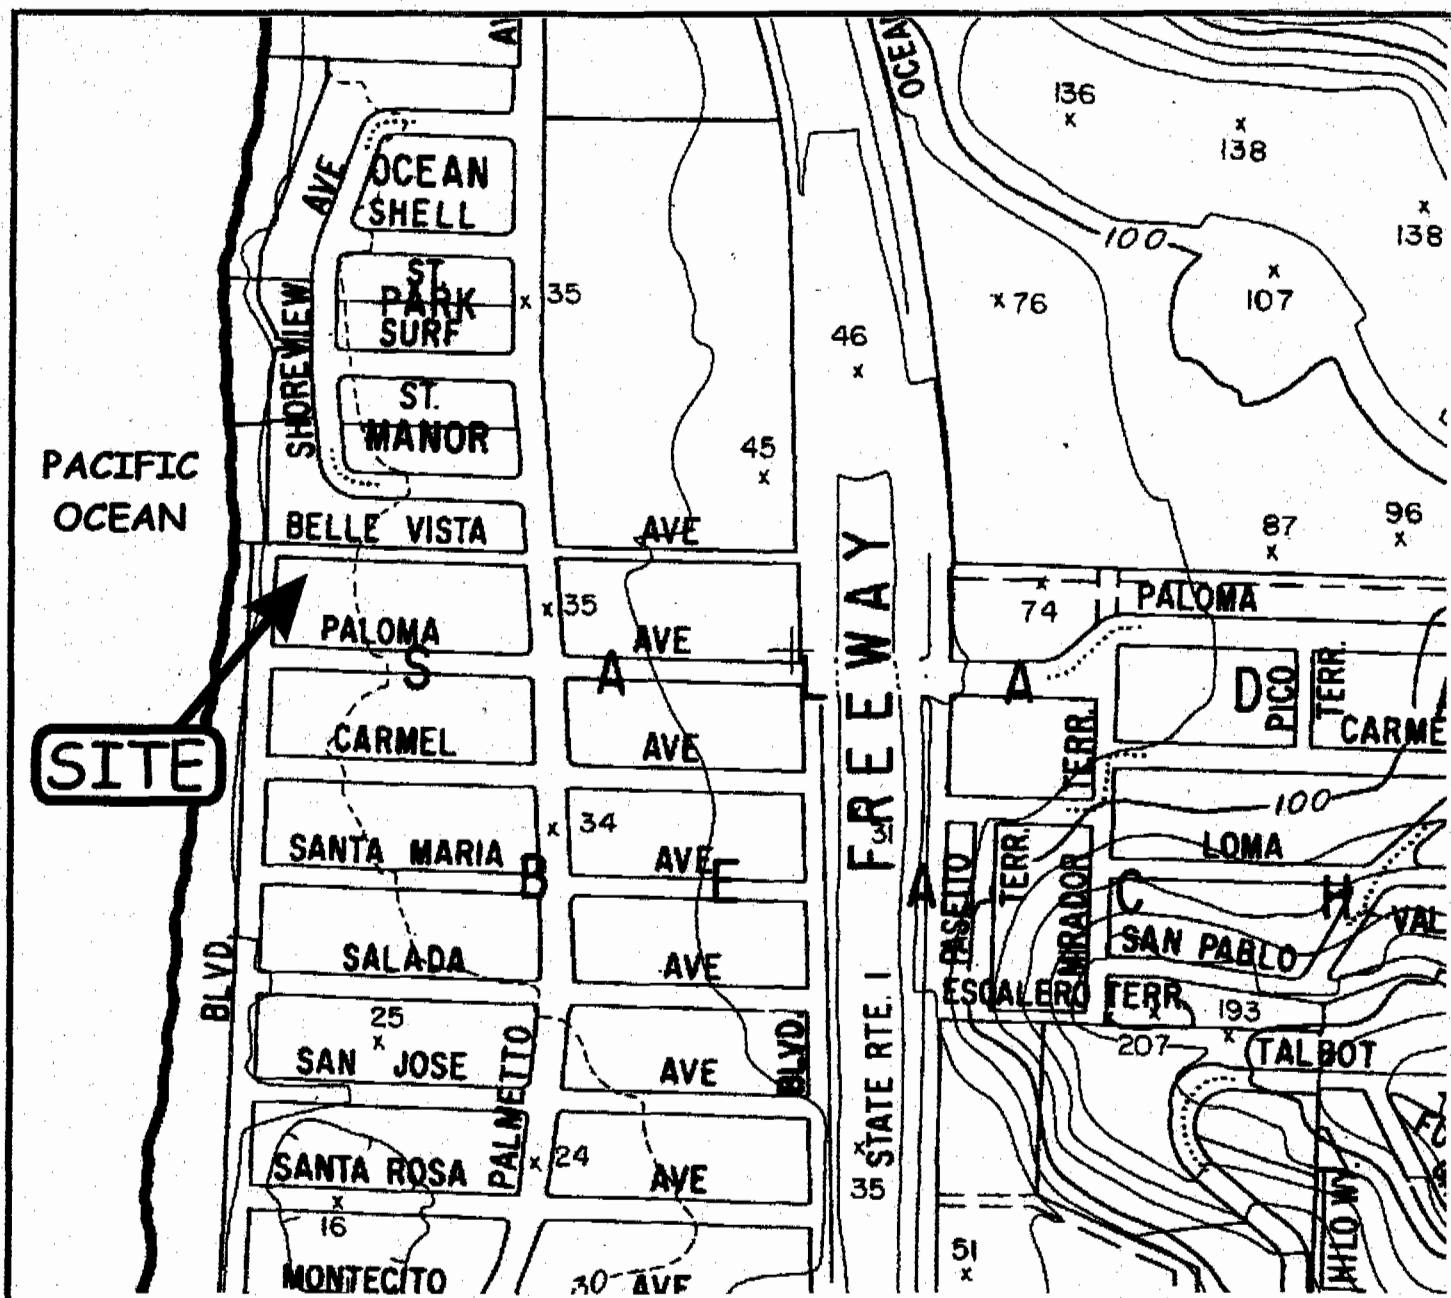 AV
OCEA
136
138
138
AVE
OCEAN
SHELL
100
107
ST.
PARK
SURF
35
76
46
SHOREVIEW
ST.
MANOR
45
PACIFIC
OCEAN
BELLE VISTA AVE
87
96
FREEWAY
PALOMA AVE
35
74
PALOMA
S A A D
PICO
TERR.
SITE
CARMEL AVE
TERR.
CARME
100
SANTA MARIA AVE
34
LOMA
B E A C H
PASEITO
TERR.
MIRADOR
VAL
SAN PABLO
BLVD
SALADA AVE
ESCALERO TERR.
193
207
25
SAN JOSE AVE
PALMETTO
BLVD.
STATE RTE. 1
TALBOT
SANTA ROSA AVE
24
35
16
51
MONTECITO AVE
30